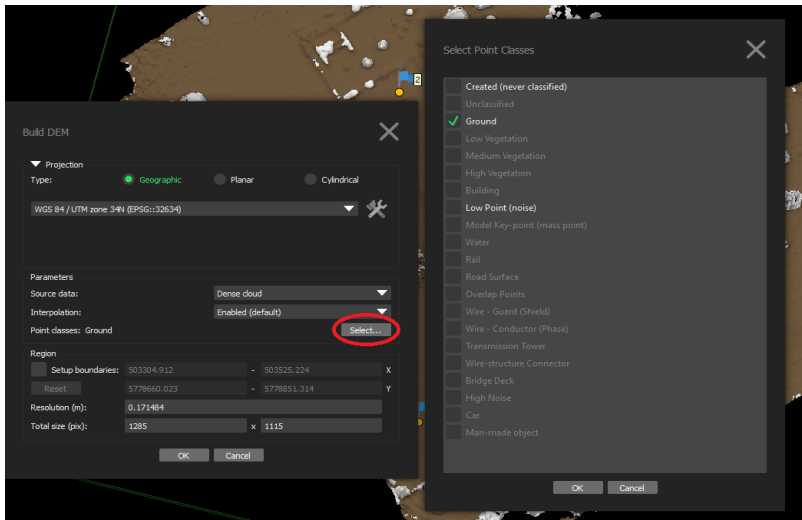 2
Build DEM
Projection
Type: Geographic Planar Cylindrical
WGS 84 / UTM zone 34N (EPSG::32634)
Parameters
Source data: Dense cloud
Interpolation: Enabled (default)
Point classes: Ground Select...
Region
Setup boundaries: 503304.912 - 503525.224 X
Reset 5778660.023 - 5778851.314 Y
Resolution (m): 0.171484
Total size (pix): 1285 x 1115
OK Cancel
Select Point Classes
Created (never classified)
Unclassified
Ground
Low Vegetation
Medium Vegetation
High Vegetation
Building
Low Point (noise)
Model Key-point (mass point)
Water
Rail
Road Surface
Overlap Points
Wire - Guard (Shield)
Wire - Conductor (Phase)
Transmission Tower
Wire-structure Connector
Bridge Deck
High Noise
Car
Man-made object
OK Cancel